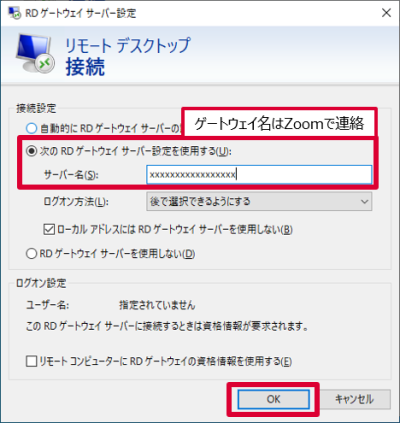 RD ゲートウェイ サーバー設定
リモート デスクトップ
接続
接続設定
自動的に RD ゲートウェイ サーバーの
ゲートウェイ名はZoomで連絡
次の RD ゲートウェイ サーバー設定を使用する(U):
サーバー名(S):
xxxxxxxxxxxxxxxxx
ログオン方法(L):
後で選択できるようにする
ローカル アドレスには RD ゲートウェイ サーバーを使用しない(B)
RD ゲートウェイ サーバーを使用しない(D)
ログオン設定
ユーザー名:
指定されていません
この RD ゲートウェイ サーバーに接続するときは資格情報が要求されます。
リモート コンピューターに RD ゲートウェイの資格情報を使用する(E)
OK
キャンセル